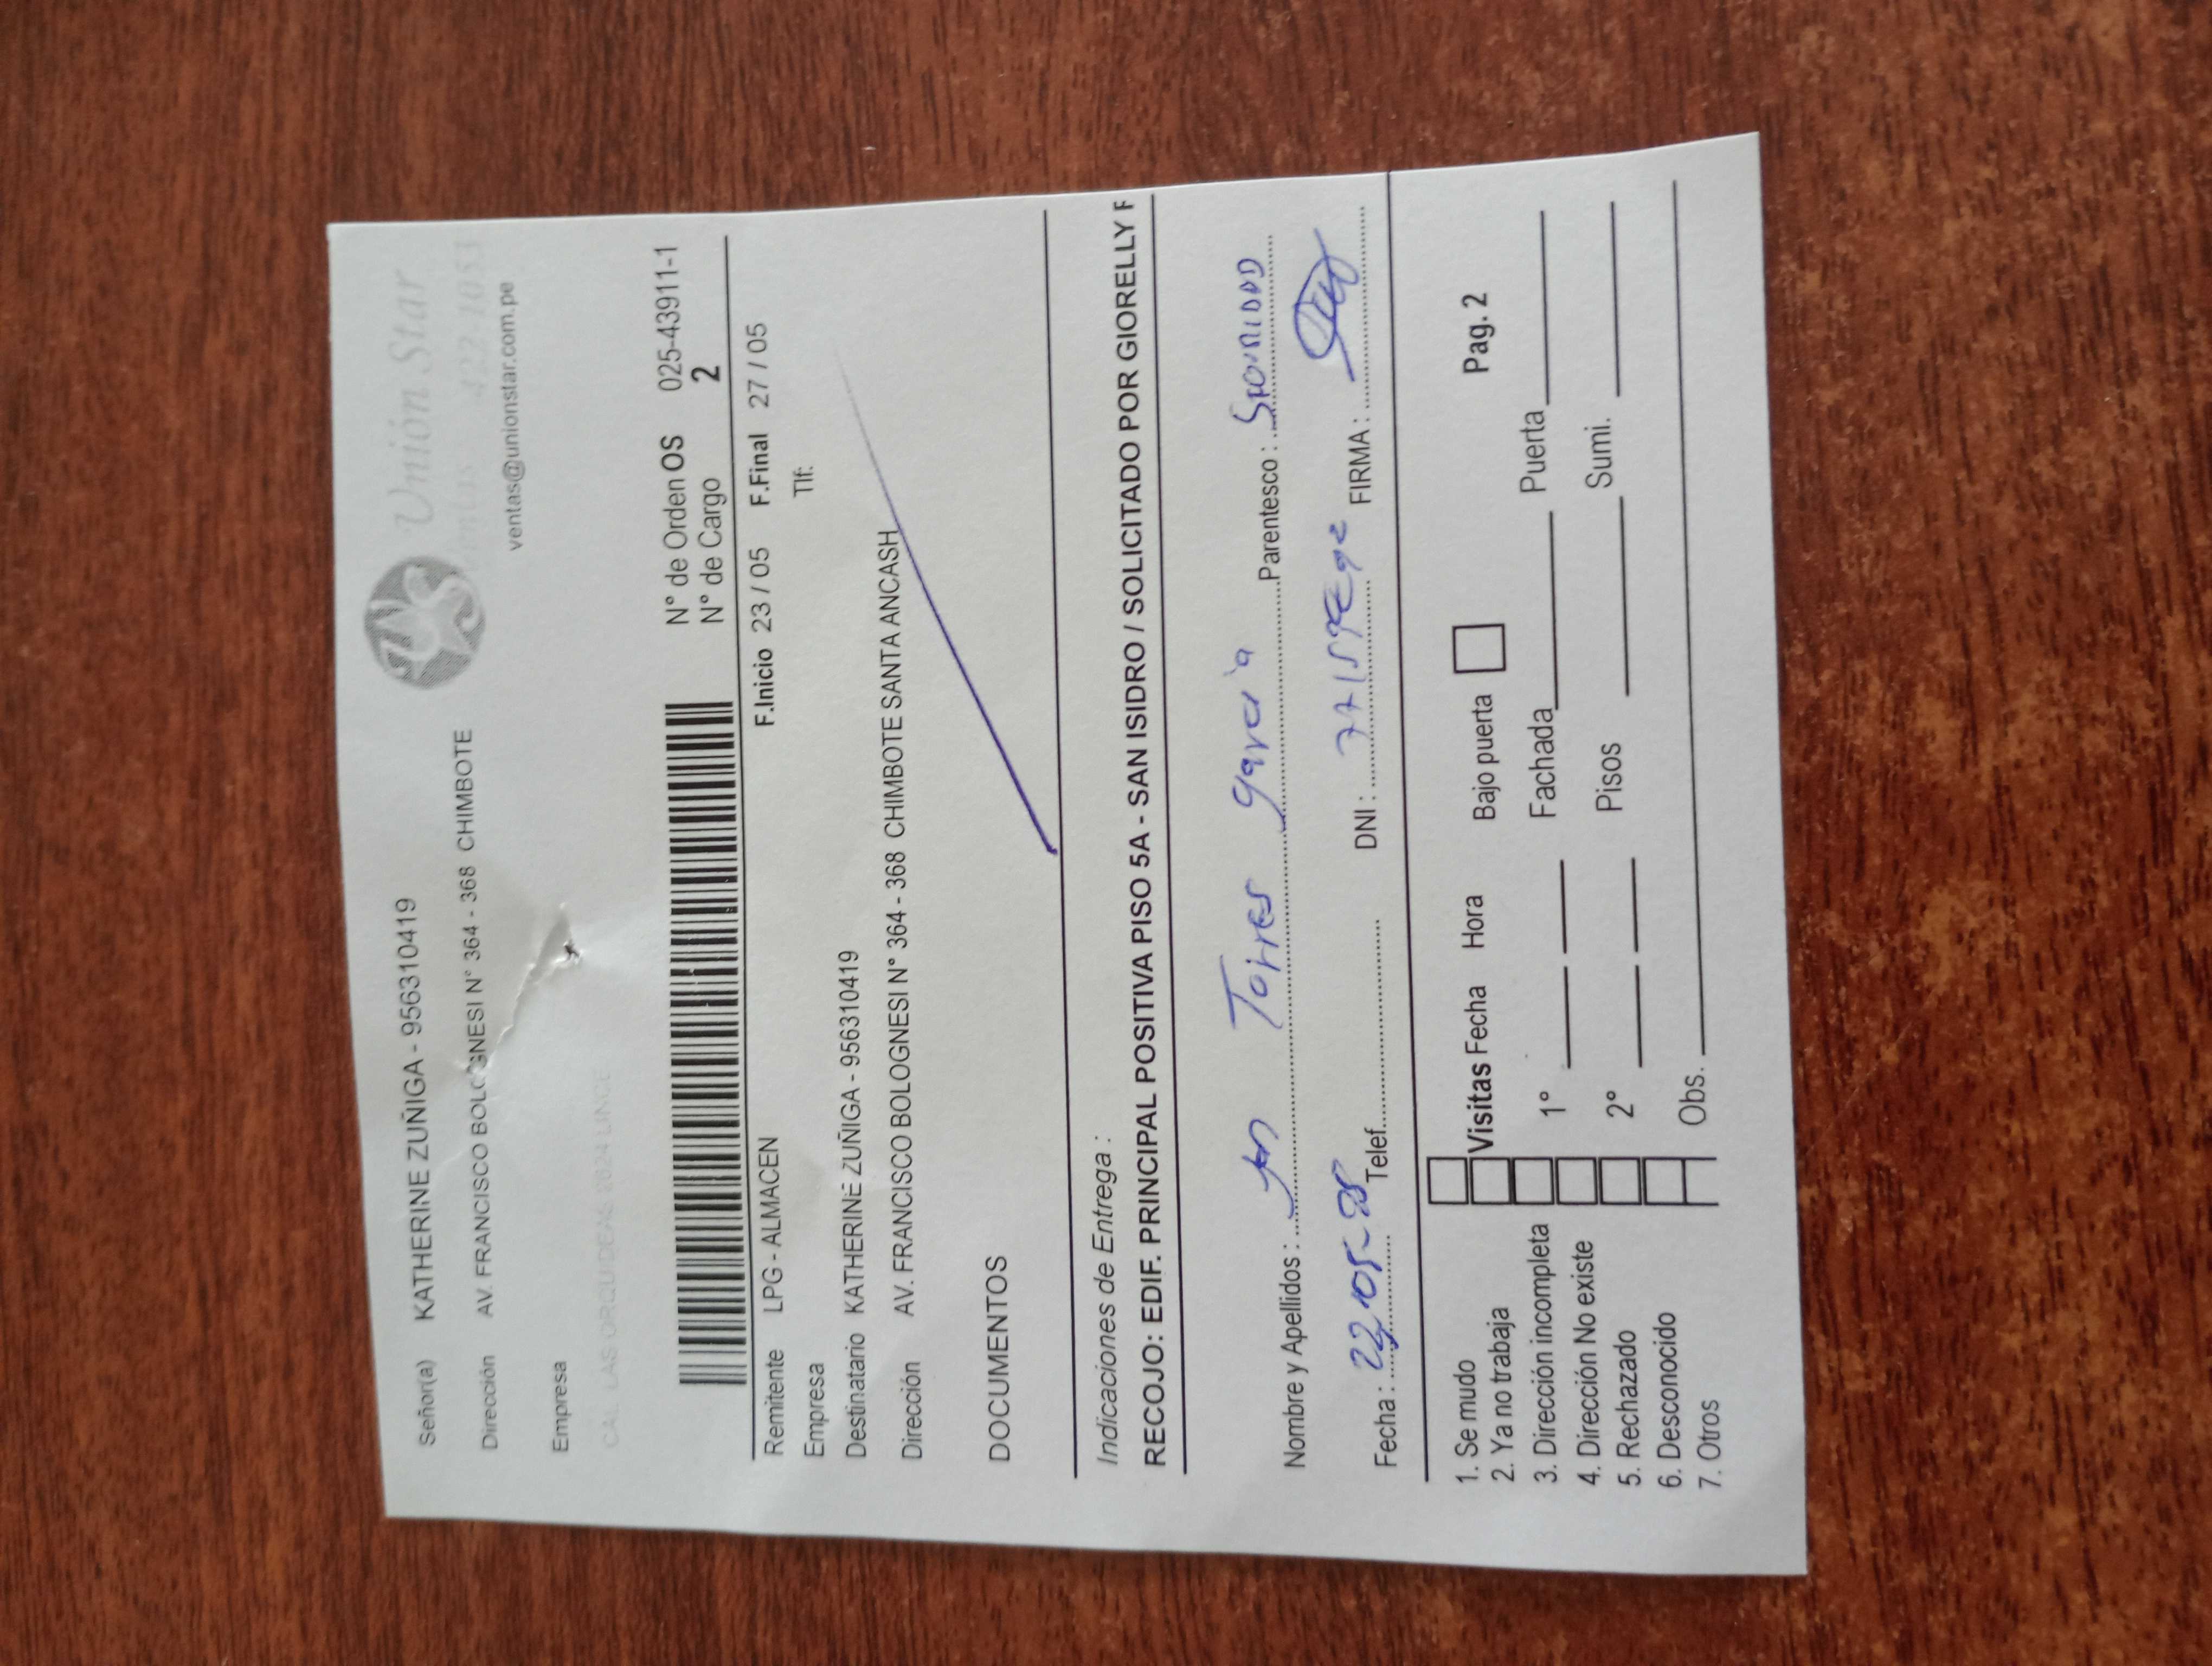 Señor(a) KATHERINE ZUÑIGA - 956310419
Unión Star
Dirección AV. FRANCISCO BOLOGNESI N° 364 - 368 CHIMBOTE
ventas@unionstar.com.pe
Empresa
CAL. LAS ORQUIDEAS 2624 LINCE
N° de Orden OS 025-43911-1
N° de Cargo 2
Remitente LPG - ALMACEN F.Inicio 23 / 05 F.Final 27 / 05
Empresa Tlf:
Destinatario KATHERINE ZUÑIGA - 956310419
Dirección AV. FRANCISCO BOLOGNESI N° 364 - 368 CHIMBOTE SANTA ANCASH
DOCUMENTOS
Indicaciones de Entrega :
RECOJO: EDIF. PRINCIPAL POSITIVA PISO 5A - SAN ISIDRO / SOLICITADO POR GIORELLY F
Nombre y Apellidos : Torres garcía Parentesco :
Fecha : Telef. DNI : FIRMA :
1. Se mudo
2. Ya no trabaja
3. Dirección incompleta
4. Dirección No existe
5. Rechazado
6. Desconocido
7. Otros
Visitas Fecha Hora Bajo puerta Pag. 2
1° Fachada Puerta
2° Pisos Sumi.
Obs.